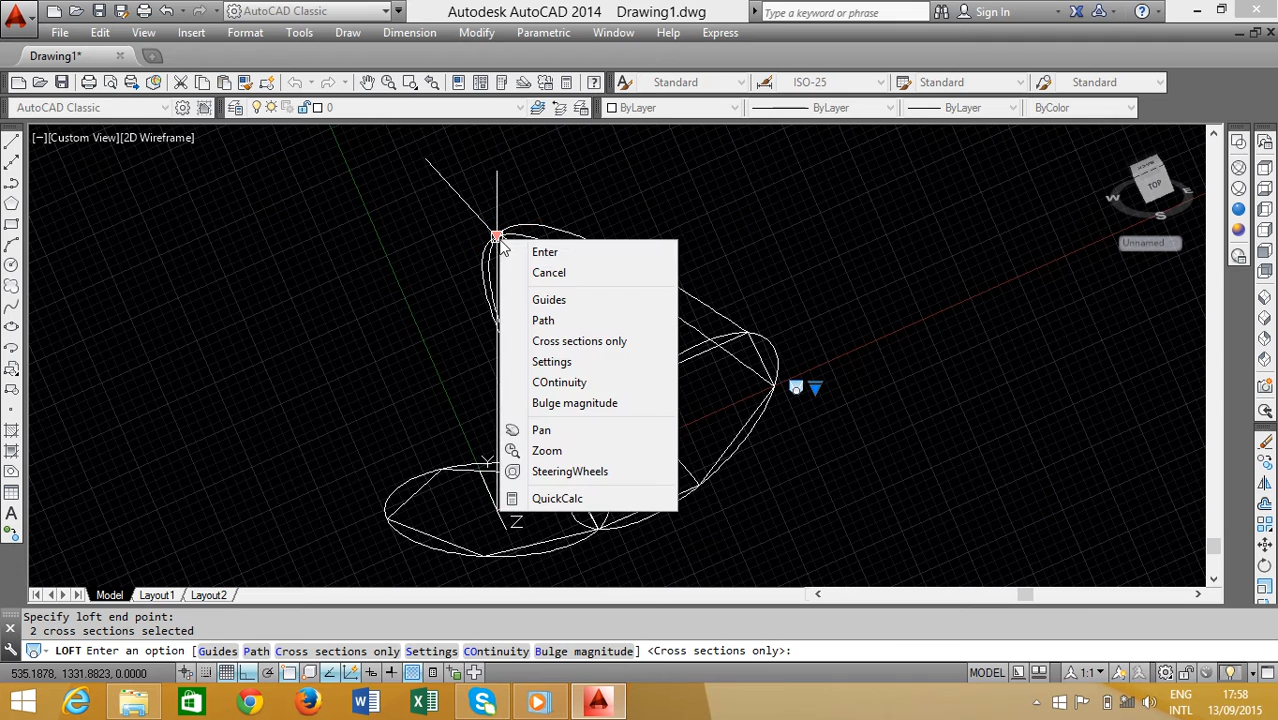 AutoCAD Classic
Autodesk AutoCAD 2014 Drawing1.dwg
Type a keyword or phrase
Sign In
File Edit View Insert Format Tools Draw Dimension Modify Parametric Window Help Express
Drawing1*
Standard
ISO-25
Standard
Standard
AutoCAD Classic
0
ByLayer
ByLayer
ByLayer
ByColor
[−][Custom View][2D Wireframe]
TOP
W
E
S
Unnamed
Enter
Cancel
Guides
Path
Cross sections only
Settings
COntinuity
Bulge magnitude
Pan
Zoom
SteeringWheels
QuickCalc
Y
Z
Model Layout1 Layout2
Specify loft end point:
2 cross sections selected
LOFT Enter an option [Guides Path Cross sections only Settings COntinuity Bulge magnitude] <Cross sections only>:
535.1878, 1331.8823, 0.0000
MODEL
1:1
ENG
INTL
17:58
13/09/2015